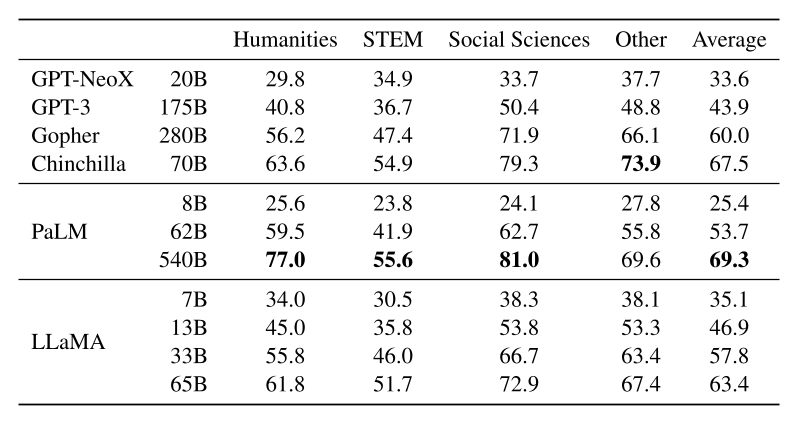 Humanities STEM Social Sciences Other Average
GPT-NeoX 20B 29.8 34.9 33.7 37.7 33.6
GPT-3 175B 40.8 36.7 50.4 48.8 43.9
Gopher 280B 56.2 47.4 71.9 66.1 60.0
Chinchilla 70B 63.6 54.9 79.3 73.9 67.5
8B 25.6 23.8 24.1 27.8 25.4
PaLM 62B 59.5 41.9 62.7 55.8 53.7
540B 77.0 55.6 81.0 69.6 69.3
7B 34.0 30.5 38.3 38.1 35.1
13B 45.0 35.8 53.8 53.3 46.9
LLaMA
33B 55.8 46.0 66.7 63.4 57.8
65B 61.8 51.7 72.9 67.4 63.4